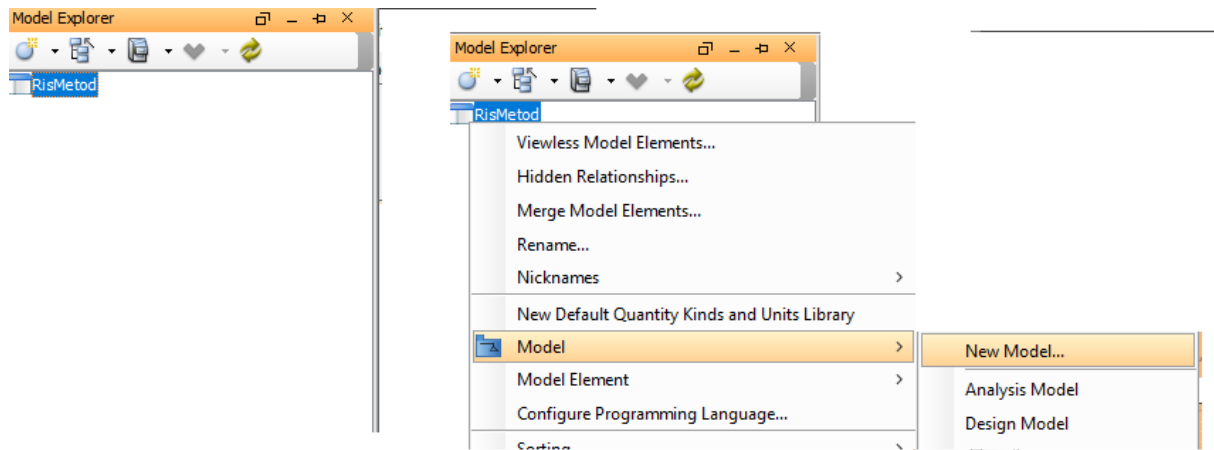 Model Explorer
RisMetod
Model Explorer
RisMetod
Viewless Model Elements...
Hidden Relationships...
Merge Model Elements...
Rename...
Nicknames
New Default Quantity Kinds and Units Library
Model
New Model...
Model Element
Analysis Model
Configure Programming Language...
Design Model
Sorting